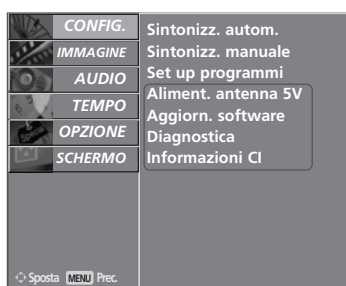 CONFIG.
IMMAGINE
AUDIO
TEMPO
OPZIONE
SCHERMO
Sintonizz. autom.
Sintonizz. manuale
Set up programmi
Aliment. antenna 5V
Aggiorn. software
Diagnostica
Informazioni CI
Sposta MENU Prec.